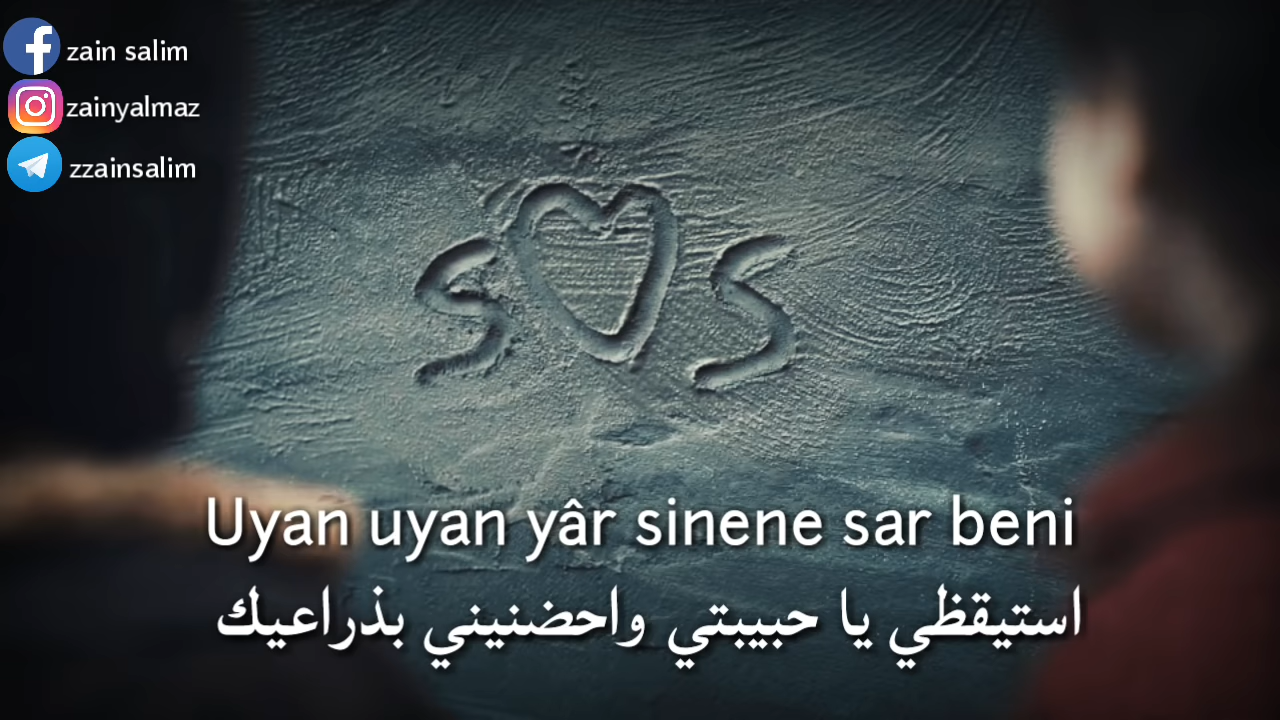 zain salim
zainyalmaz
zzainsalim
S S
Uyan uyan yâr sinene sar beni
استيقظي يا حبيبتي واحضنيني بذراعيك